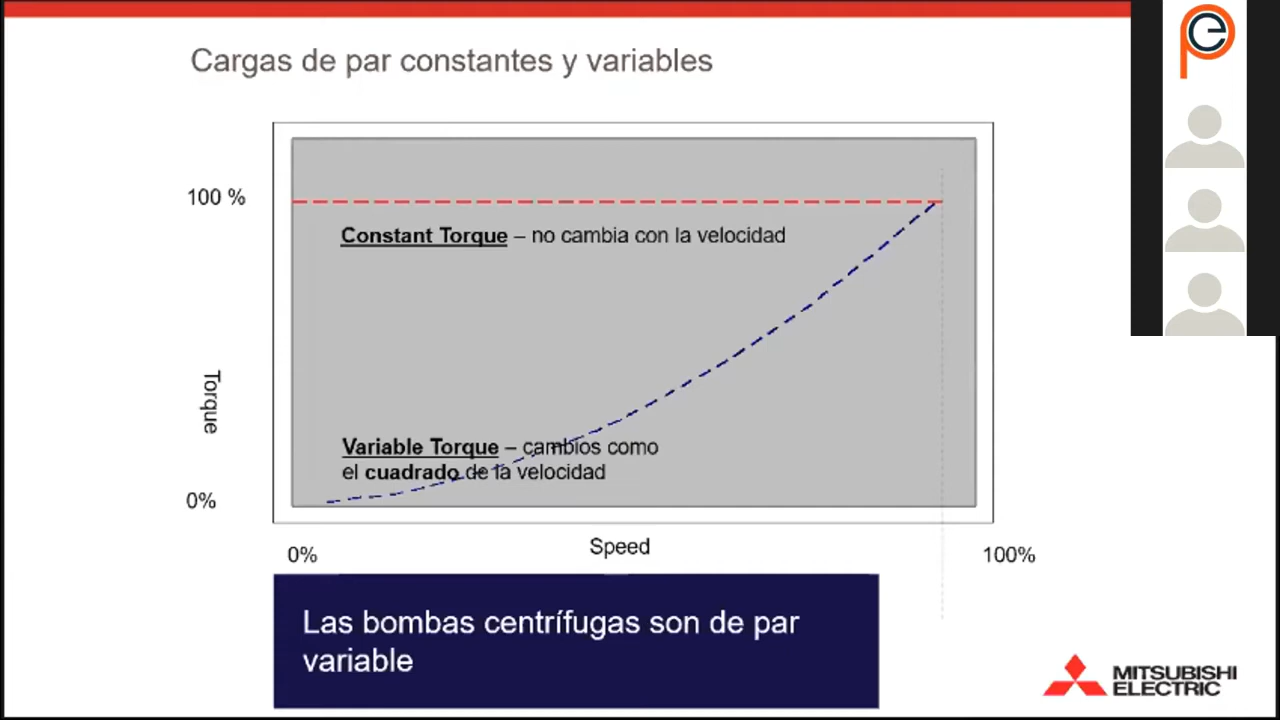 Cargas de par constantes y variables
100 %
Constant Torque – no cambia con la velocidad
Torque
Variable Torque – cambios como
el cuadrado de la velocidad
0%
0%
Speed
100%
Las bombas centrífugas son de par
variable
MITSUBISHI
ELECTRIC